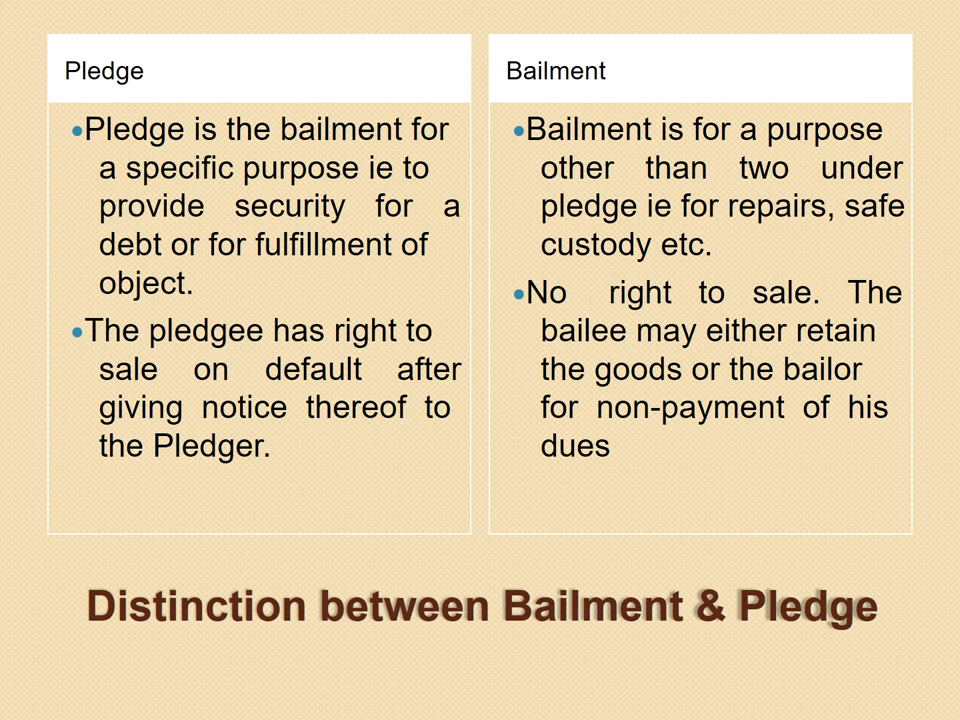 Pledge
•Pledge is the bailment for
a specific purpose ie to
provide security for a
debt or for fulfillment of
object.
•The pledgee has right to
sale on default after
giving notice thereof to
the Pledger.
Bailment
•Bailment is for a purpose
other than two under
pledge ie for repairs, safe
custody etc.
•No right to sale. The
bailee may either retain
the goods or the bailor
for non-payment of his
dues
Distinction between Bailment & Pledge